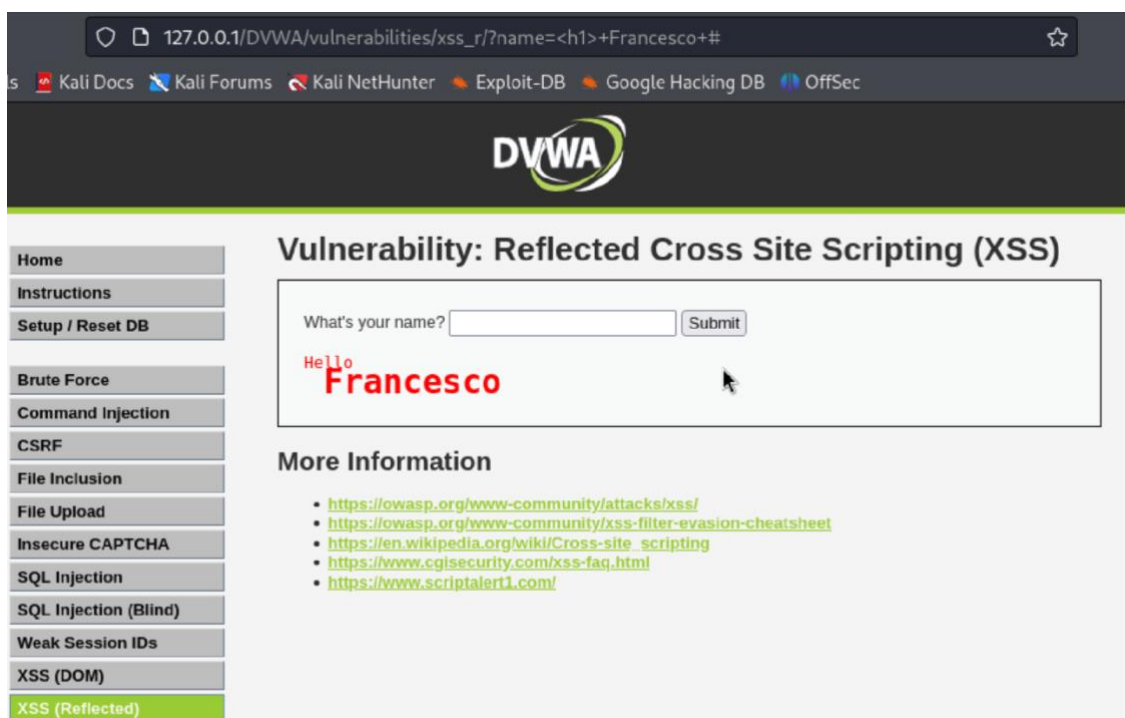 127.0.0.1/DVWA/vulnerabilities/xss_r/?name=<h1>+Francesco+#
ls Kali Docs Kali Forums Kali NetHunter Exploit-DB Google Hacking DB OffSec
DVWA
Home
Instructions
Setup / Reset DB
Brute Force
Command Injection
CSRF
File Inclusion
File Upload
Insecure CAPTCHA
SQL Injection
SQL Injection (Blind)
Weak Session IDs
XSS (DOM)
XSS (Reflected)
Vulnerability: Reflected Cross Site Scripting (XSS)
What's your name? Submit
Hello
Francesco
More Information
https://owasp.org/www-community/attacks/xss/
https://owasp.org/www-community/xss-filter-evasion-cheatsheet
https://en.wikipedia.org/wiki/Cross-site_scripting
https://www.cgisecurity.com/xss-faq.html
https://www.scriptalert1.com/